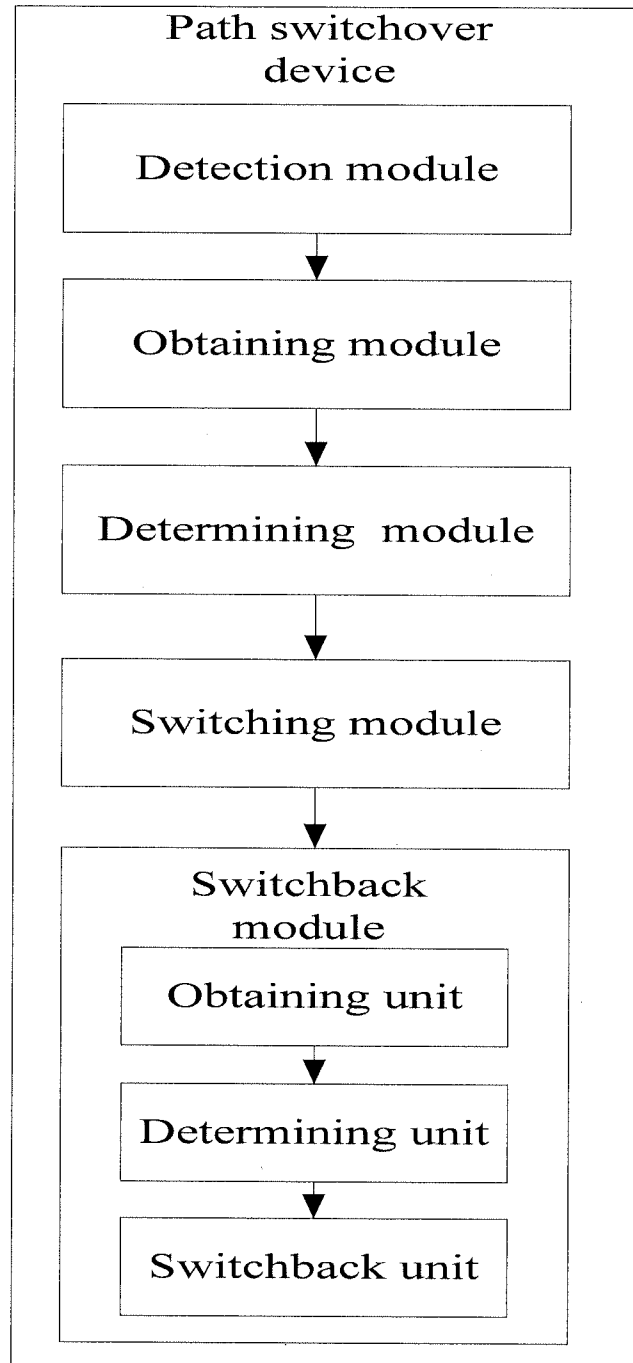 Path switchover
device
Detection module
Obtaining module
Determining module
Switching module
Switchback
module
Obtaining unit
Determining unit
Switchback unit